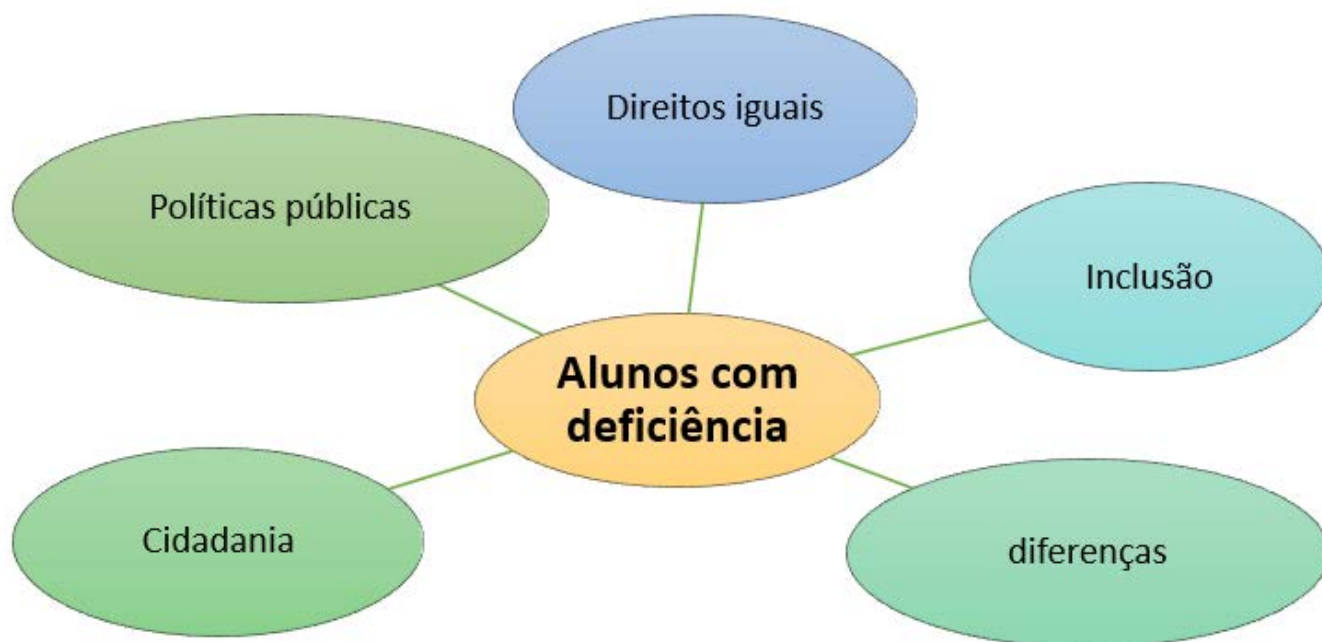 Direitos iguais
Políticas públicas
Inclusão
Alunos com
deficiência
Cidadania
diferenças